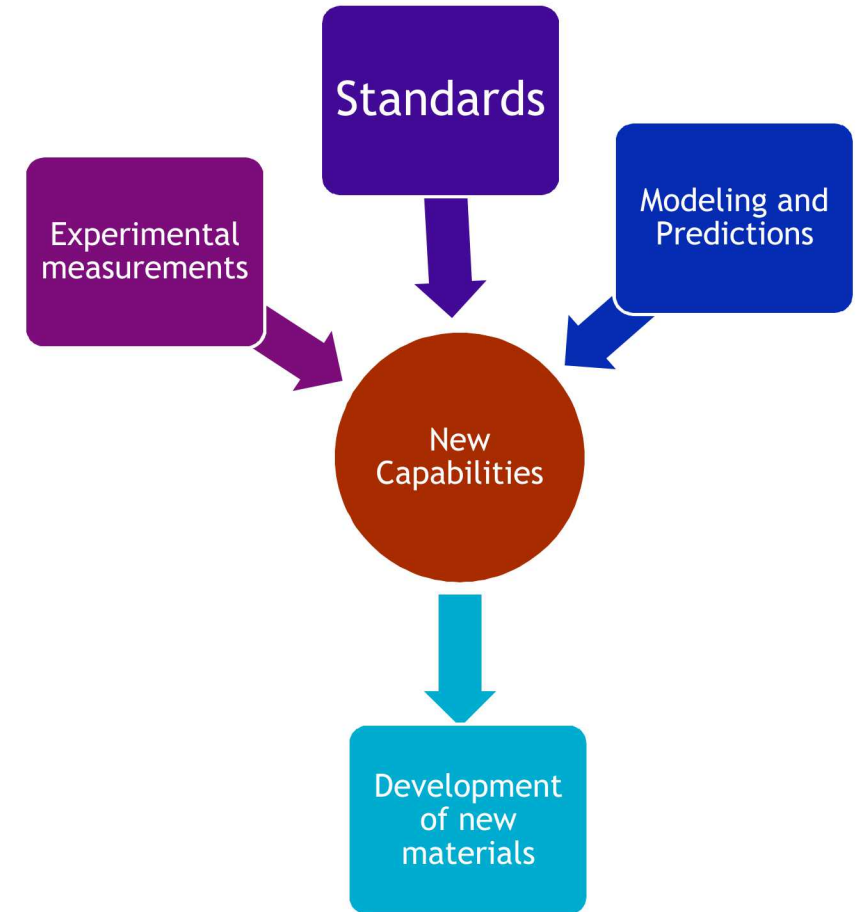 Standards
Experimental
measurements
Modeling and
Predictions
New
Capabilities
Development
of new
materials